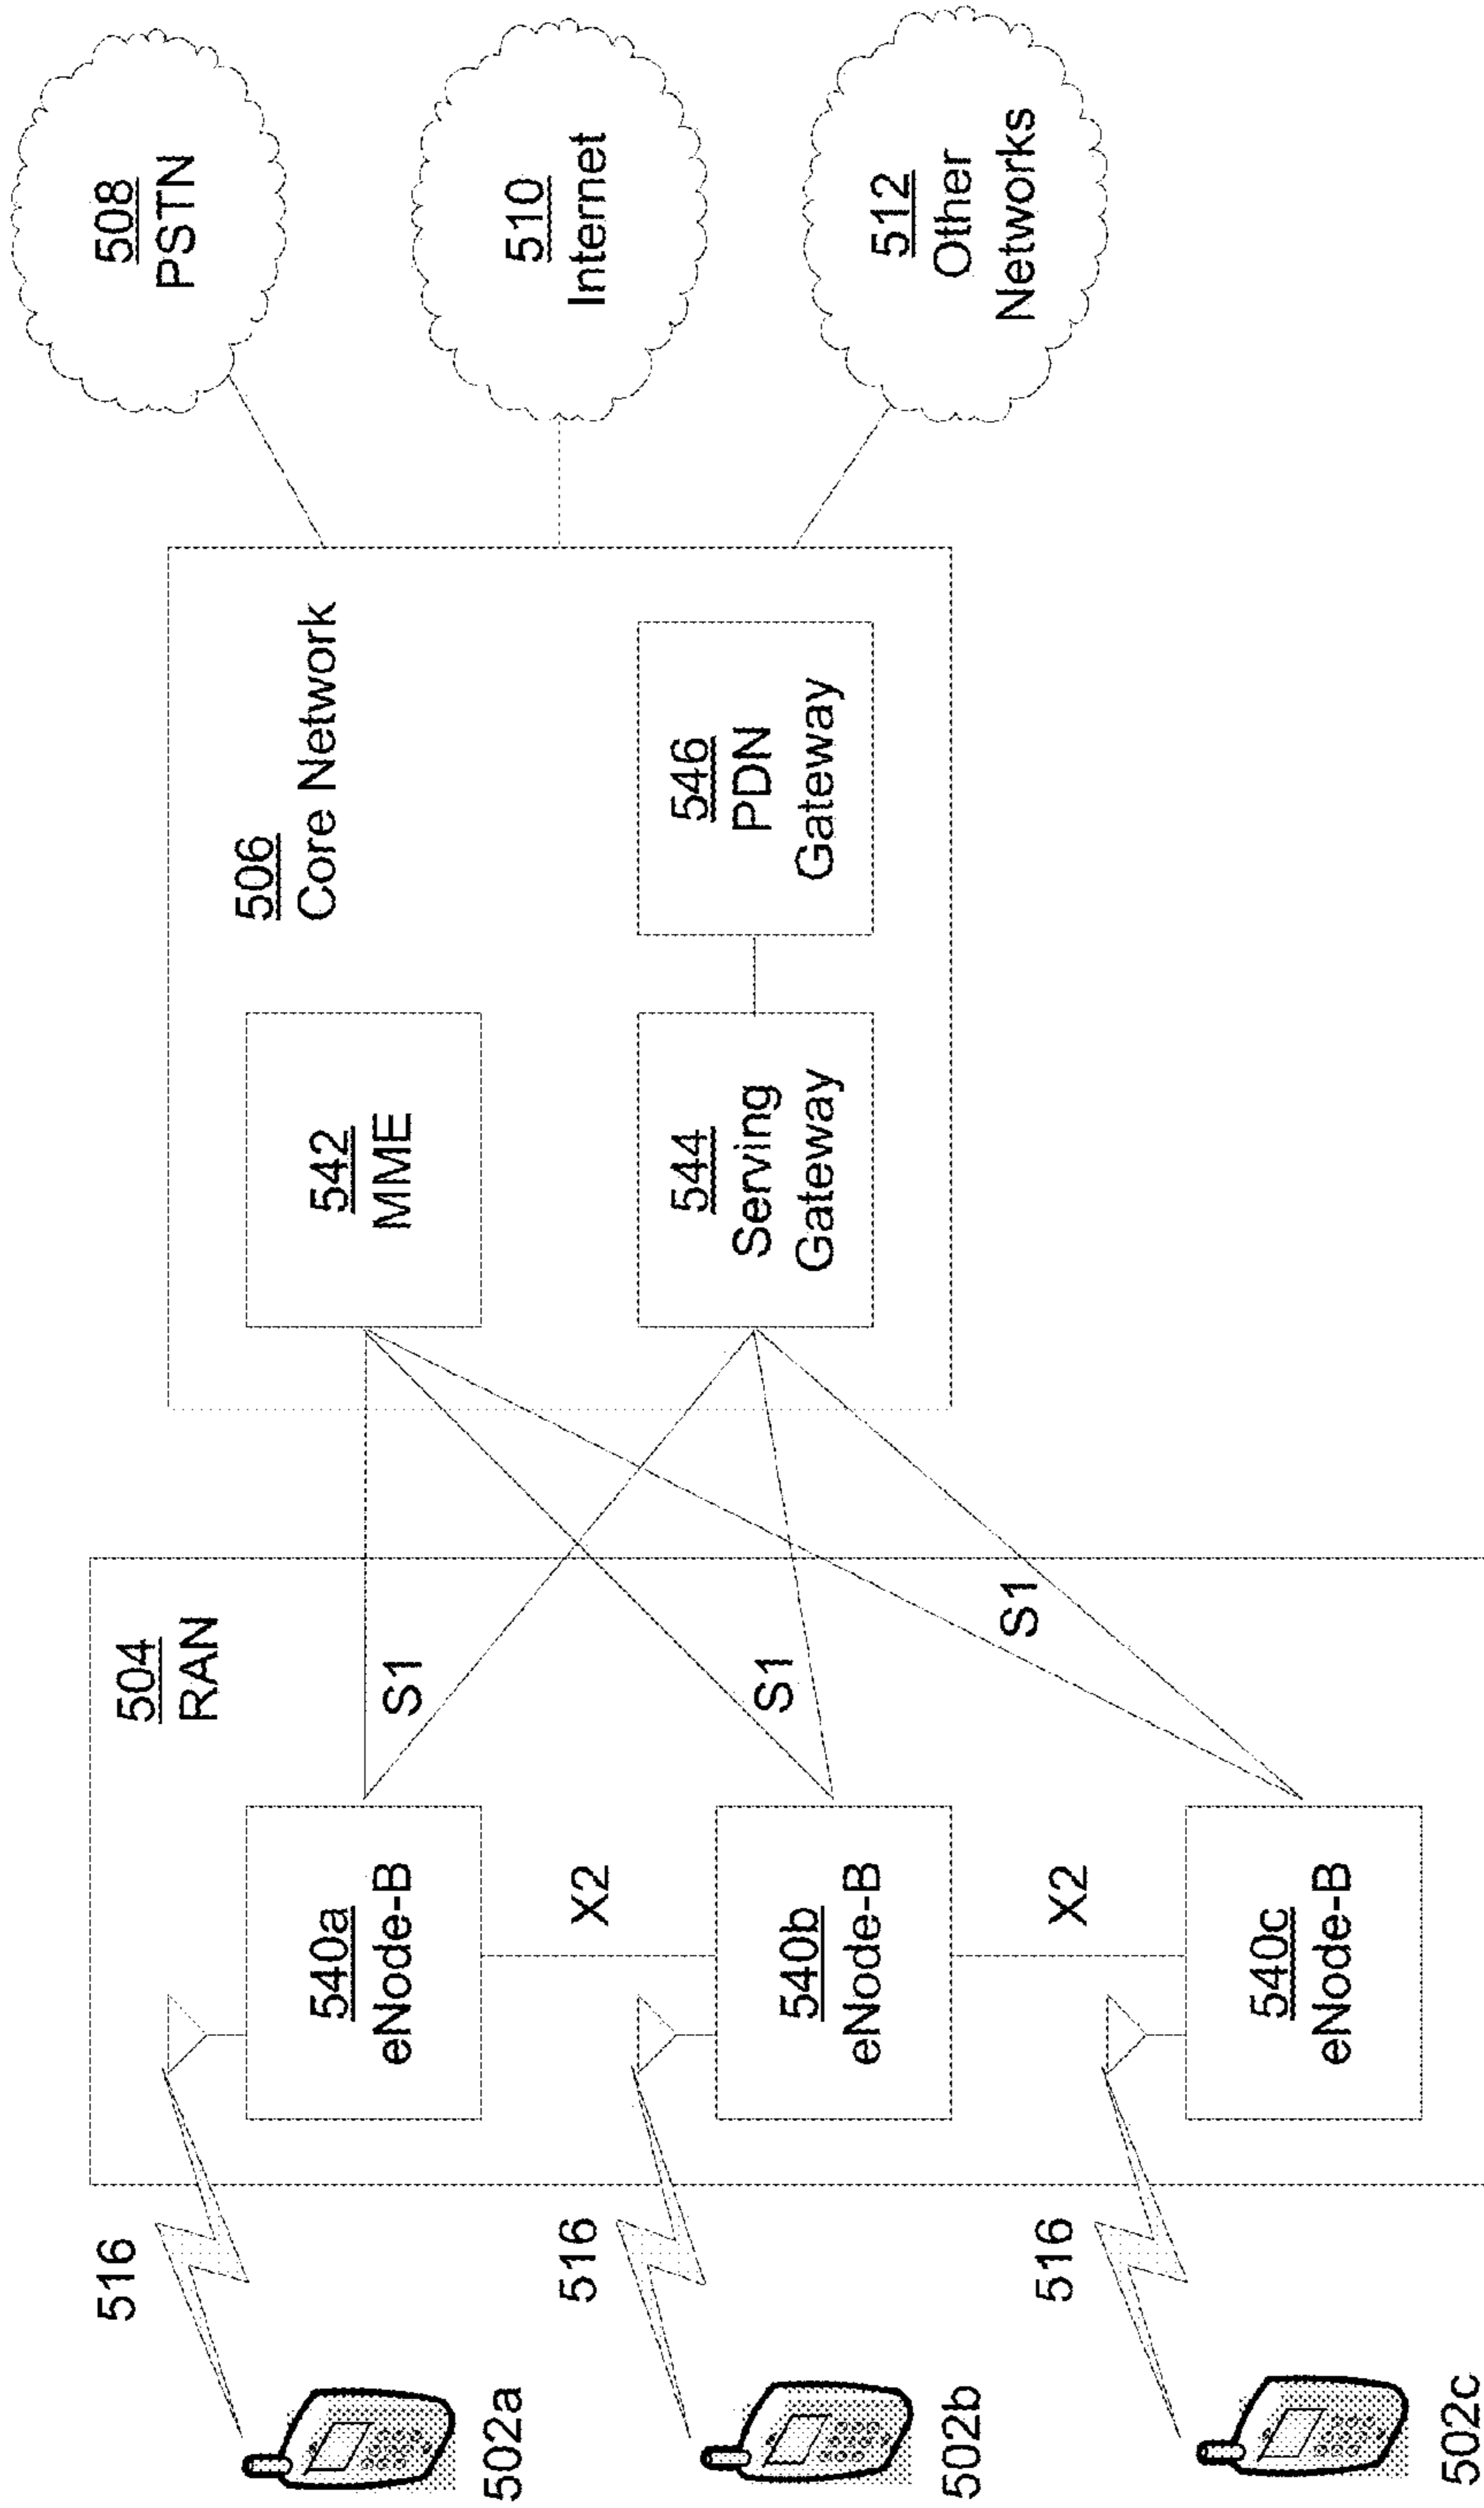 516
502a
516
502b
516
502c
504
RAN
540a
eNode-B
X2
540b
eNode-B
X2
540c
eNode-B
S1
S1
S1
506
Core Network
542
MME
544
Serving
Gateway
546
PDN
Gateway
508
PSTN
510
Internet
512
Other
Networks